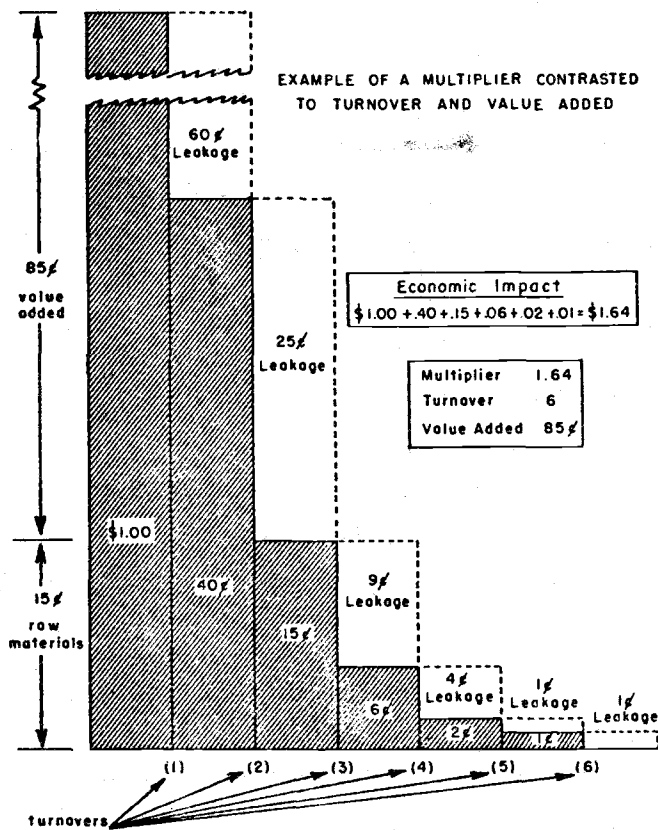 EXAMPLE OF A MULTIPLIER CONTRASTED
TO TURNOVER AND VALUE ADDED
60¢
Leakage
85¢
value
added
25¢
Leakage
Economic Impact
$1.00 +.40+.15+.06+.02+.01= $1.64
Multiplier 1.64
Turnover 6
Value Added 85¢
$1.00
40¢
15¢
raw
materials
15¢
9¢
Leakage
6¢
4¢
Leakage
2¢
1¢
Leakage
1¢
1¢
Leakage
(1) (2) (3) (4) (5) (6)
turnovers